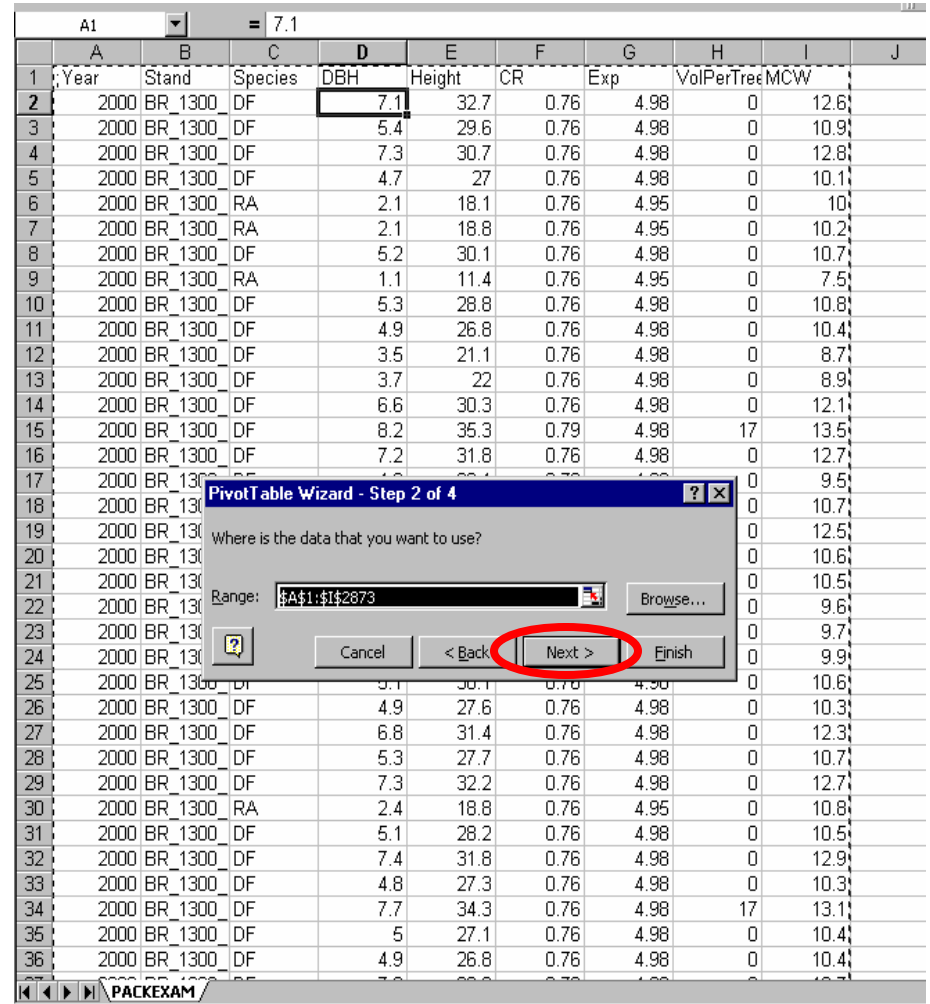 A1 = 7.1
A B C D E F G H I J
1 Year Stand Species DBH Height CR Exp VolPerTree MCW
2 2000 BR_1300_ DF 7.1 32.7 0.76 4.98 0 12.6
3 2000 BR_1300_ DF 5.4 29.6 0.76 4.98 0 10.9
4 2000 BR_1300_ DF 7.3 30.7 0.76 4.98 0 12.8
5 2000 BR_1300_ DF 4.7 27 0.76 4.98 0 10.1
6 2000 BR_1300_ RA 2.1 18.1 0.76 4.95 0 10
7 2000 BR_1300_ RA 2.1 18.8 0.76 4.95 0 10.2
8 2000 BR_1300_ DF 5.2 30.1 0.76 4.98 0 10.7
9 2000 BR_1300_ RA 1.1 11.4 0.76 4.95 0 7.5
10 2000 BR_1300_ DF 5.3 28.8 0.76 4.98 0 10.8
11 2000 BR_1300_ DF 4.9 26.8 0.76 4.98 0 10.4
12 2000 BR_1300_ DF 3.5 21.1 0.76 4.98 0 8.7
13 2000 BR_1300_ DF 3.7 22 0.76 4.98 0 8.9
14 2000 BR_1300_ DF 6.6 30.3 0.76 4.98 0 12.1
15 2000 BR_1300_ DF 8.2 35.3 0.79 4.98 17 13.5
16 2000 BR_1300_ DF 7.2 31.8 0.76 4.98 0 12.7
17 2000 0 9.5
18 2000 BR_ 0 10.7
19 2000 BR_ 0 12.5
20 2000 BR_ 0 10.6
21 2000 BR_ 0 10.5
22 2000 BR_ 0 9.6
23 2000 BR_ 0 9.7
24 2000 BR_ 0 9.9
PivotTable Wizard - Step 2 of 4
Where is the data that you want to use?
Range: $A$1:$I$2873 Browse...
Cancel < Back Next > Finish
25 2000 0 10.6
26 2000 BR_1300_ DF 4.9 27.6 0.76 4.98 0 10.3
27 2000 BR_1300_ DF 6.8 31.4 0.76 4.98 0 12.3
28 2000 BR_1300_ DF 5.3 27.7 0.76 4.98 0 10.7
29 2000 BR_1300_ DF 7.3 32.2 0.76 4.98 0 12.7
30 2000 BR_1300_ RA 2.4 18.8 0.76 4.95 0 10.8
31 2000 BR_1300_ DF 5.1 28.2 0.76 4.98 0 10.5
32 2000 BR_1300_ DF 7.4 31.8 0.76 4.98 0 12.9
33 2000 BR_1300_ DF 4.8 27.3 0.76 4.98 0 10.3
34 2000 BR_1300_ DF 7.7 34.3 0.76 4.98 17 13.1
35 2000 BR_1300_ DF 5 27.1 0.76 4.98 0 10.4
36 2000 BR_1300_ DF 4.9 26.8 0.76 4.98 0 10.4
PACKEXAM